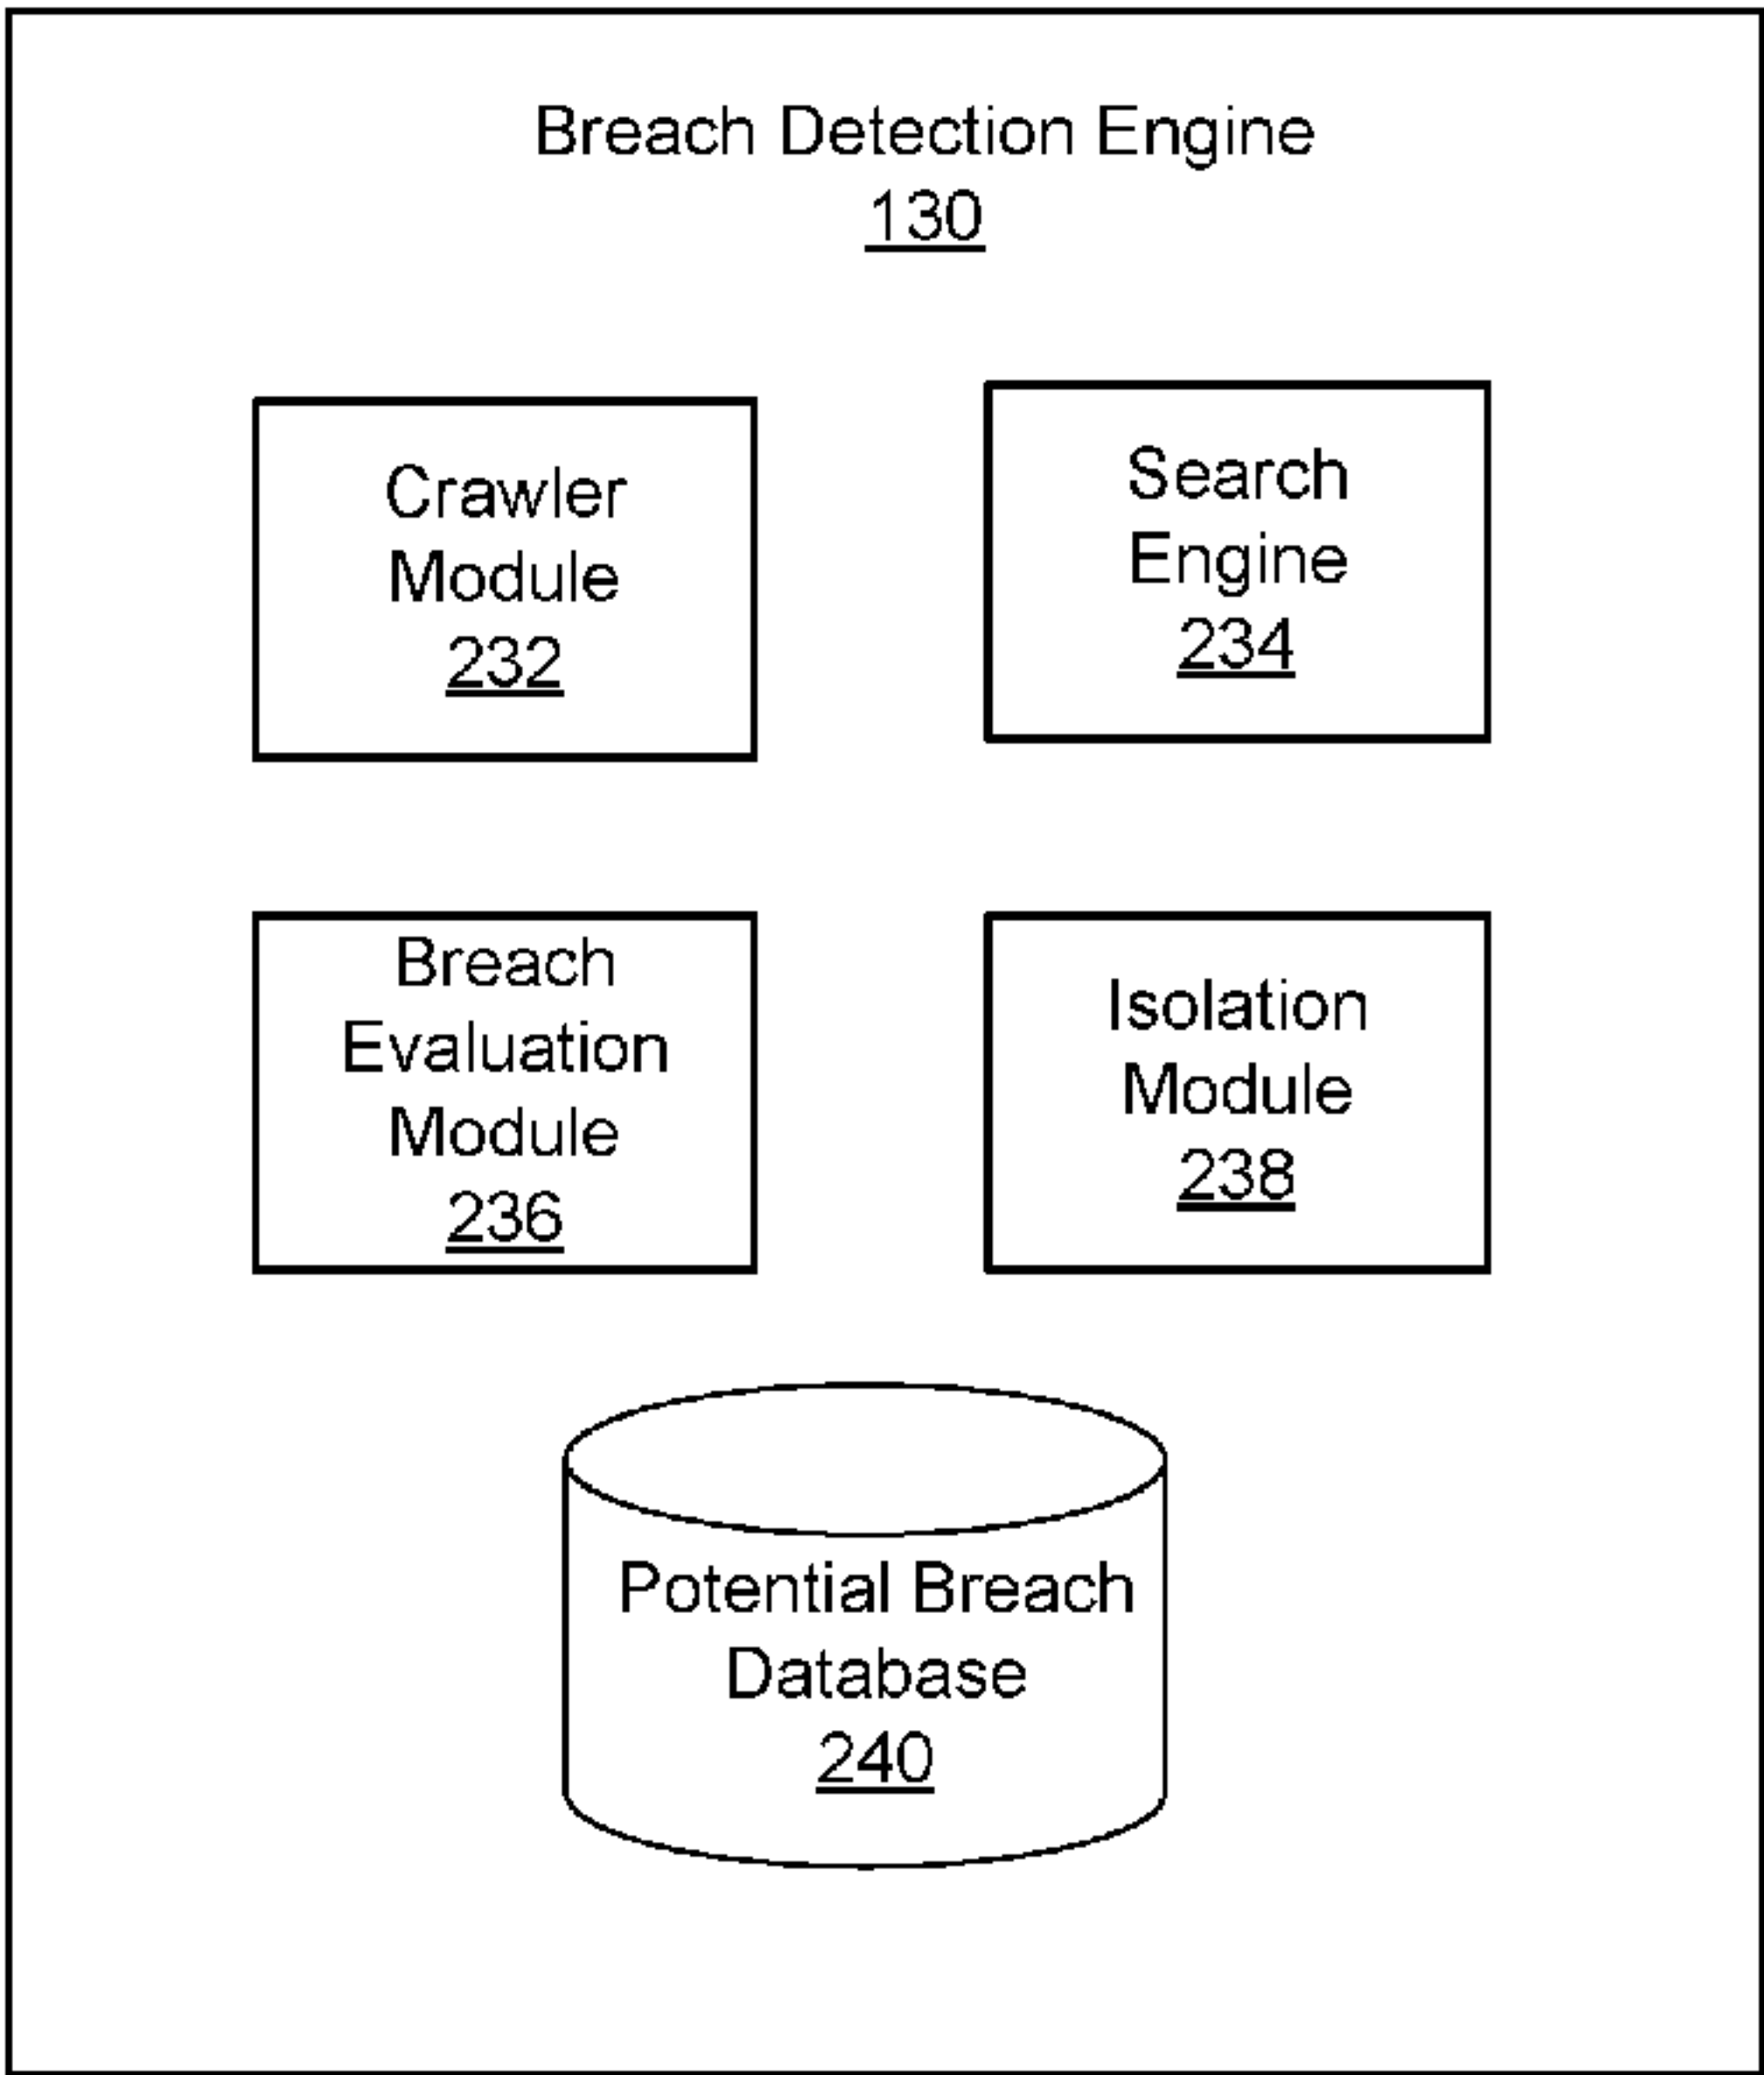 Breach Detection Engine
130
Crawler
Module
232
Search
Engine
234
Breach
Evaluation
Module
236
Isolation
Module
238
Potential Breach
Database
240